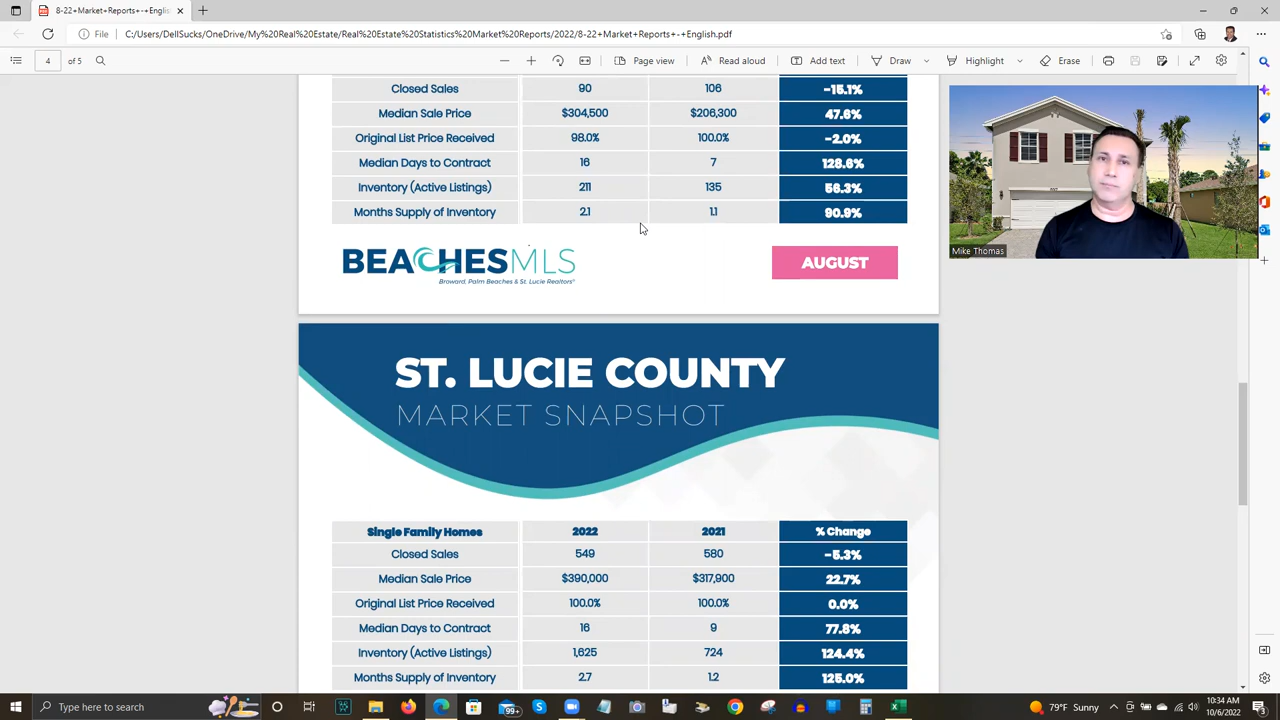 8-22+Market+Reports+-+English
File
C:/Users/DellSucks/OneDrive/My%20Real%20Estate/Real%20Estate%20Statistics%20Market%20Reports/2022/8-22+Market+Reports+-+English.pdf
4 of 5 Page view Read aloud Add text Draw Highlight Erase
Closed Sales 90 106 -15.1%
Median Sale Price $304,500 $206,300 47.6%
Original List Price Received 98.0% 100.0% -2.0%
Median Days to Contract 16 7 128.6%
Inventory (Active Listings) 211 135 56.3%
Months Supply of Inventory 2.1 1.1 90.9%
Mike Thomas
BEACHESMLS AUGUST
Broward, Palm Beaches & St. Lucie Realtors®
ST. LUCIE COUNTY
MARKET SNAPSHOT
Single Family Homes 2022 2021 % Change
Closed Sales 549 580 -5.3%
Median Sale Price $390,000 $317,900 22.7%
Original List Price Received 100.0% 100.0% 0.0%
Median Days to Contract 16 9 77.8%
Inventory (Active Listings) 1,625 724 124.4%
Months Supply of Inventory 2.7 1.2 125.0%
Type here to search
99+
79°F Sunny
10:34 AM
10/6/2022